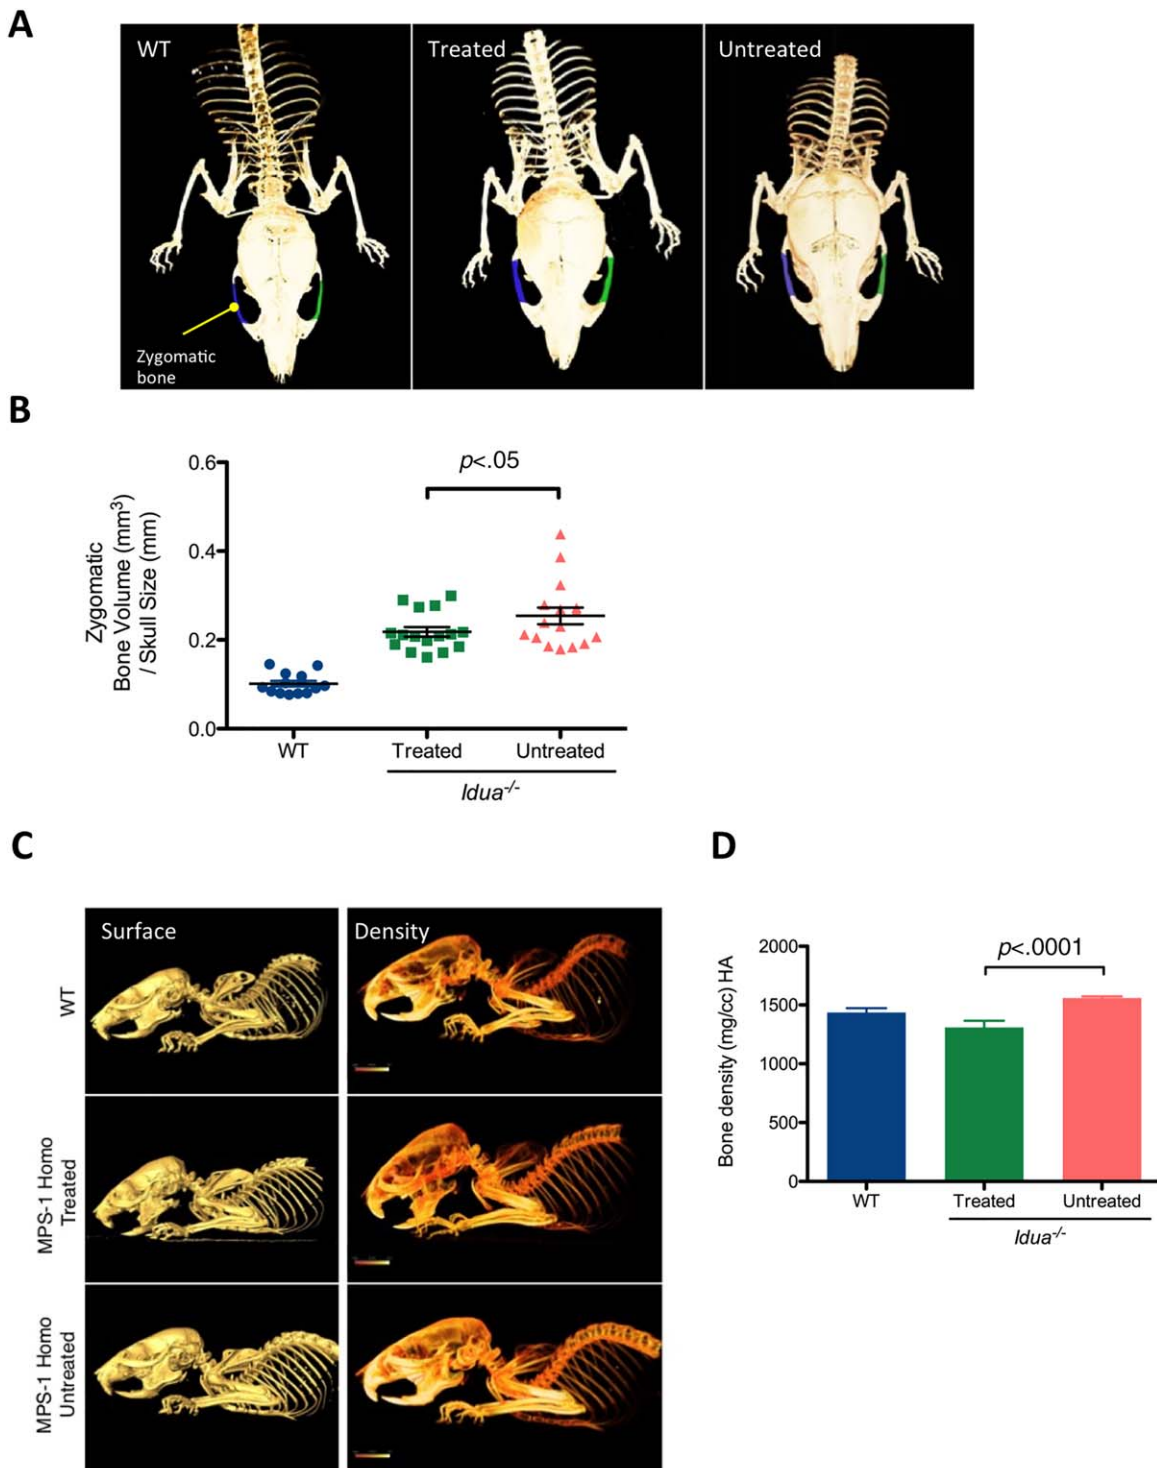 A
WT
Treated
Untreated
Zygomatic
bone
B
p<.05
Zygomatic
Bone Volume (mm³)
/ Skull Size (mm)
0.6
0.4
0.2
0.0
WT
Treated
Untreated
Idua-/-
C
Surface
Density
WT
MPS-1 Homo
Treated
MPS-1 Homo
Untreated
D
p<.0001
Bone density (mg/cc) HA
2000
1500
1000
500
0
WT
Treated
Untreated
Idua-/-